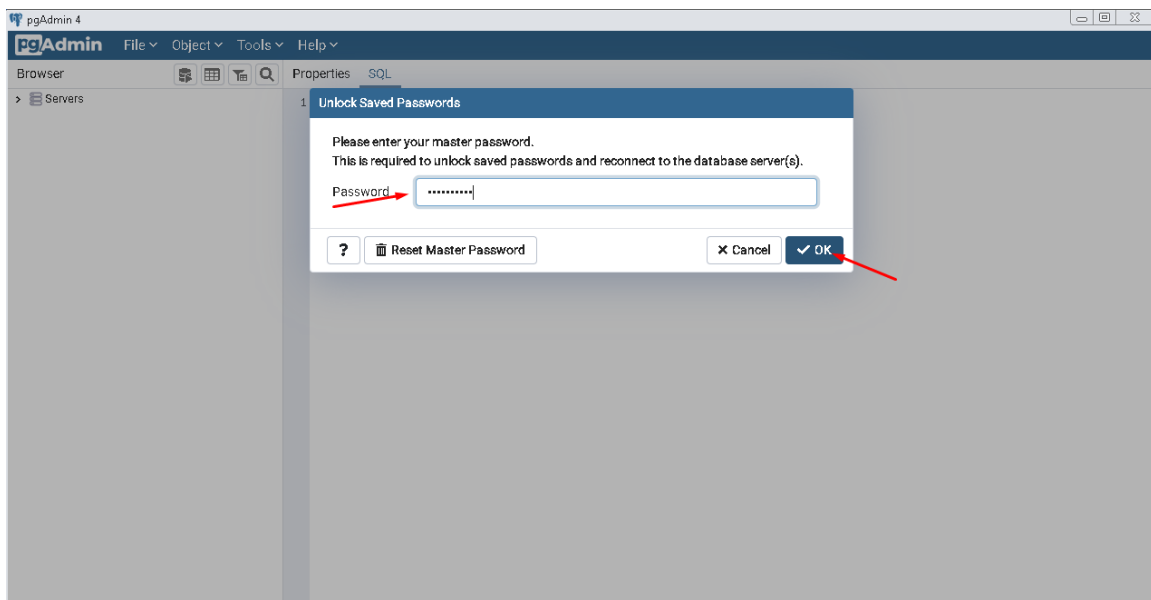 pgAdmin 4
pgAdmin File Object Tools Help
Browser Properties SQL
Servers 1
Unlock Saved Passwords
Please enter your master password.
This is required to unlock saved passwords and reconnect to the database server(s).
Password ••••••••••
? Reset Master Password Cancel OK